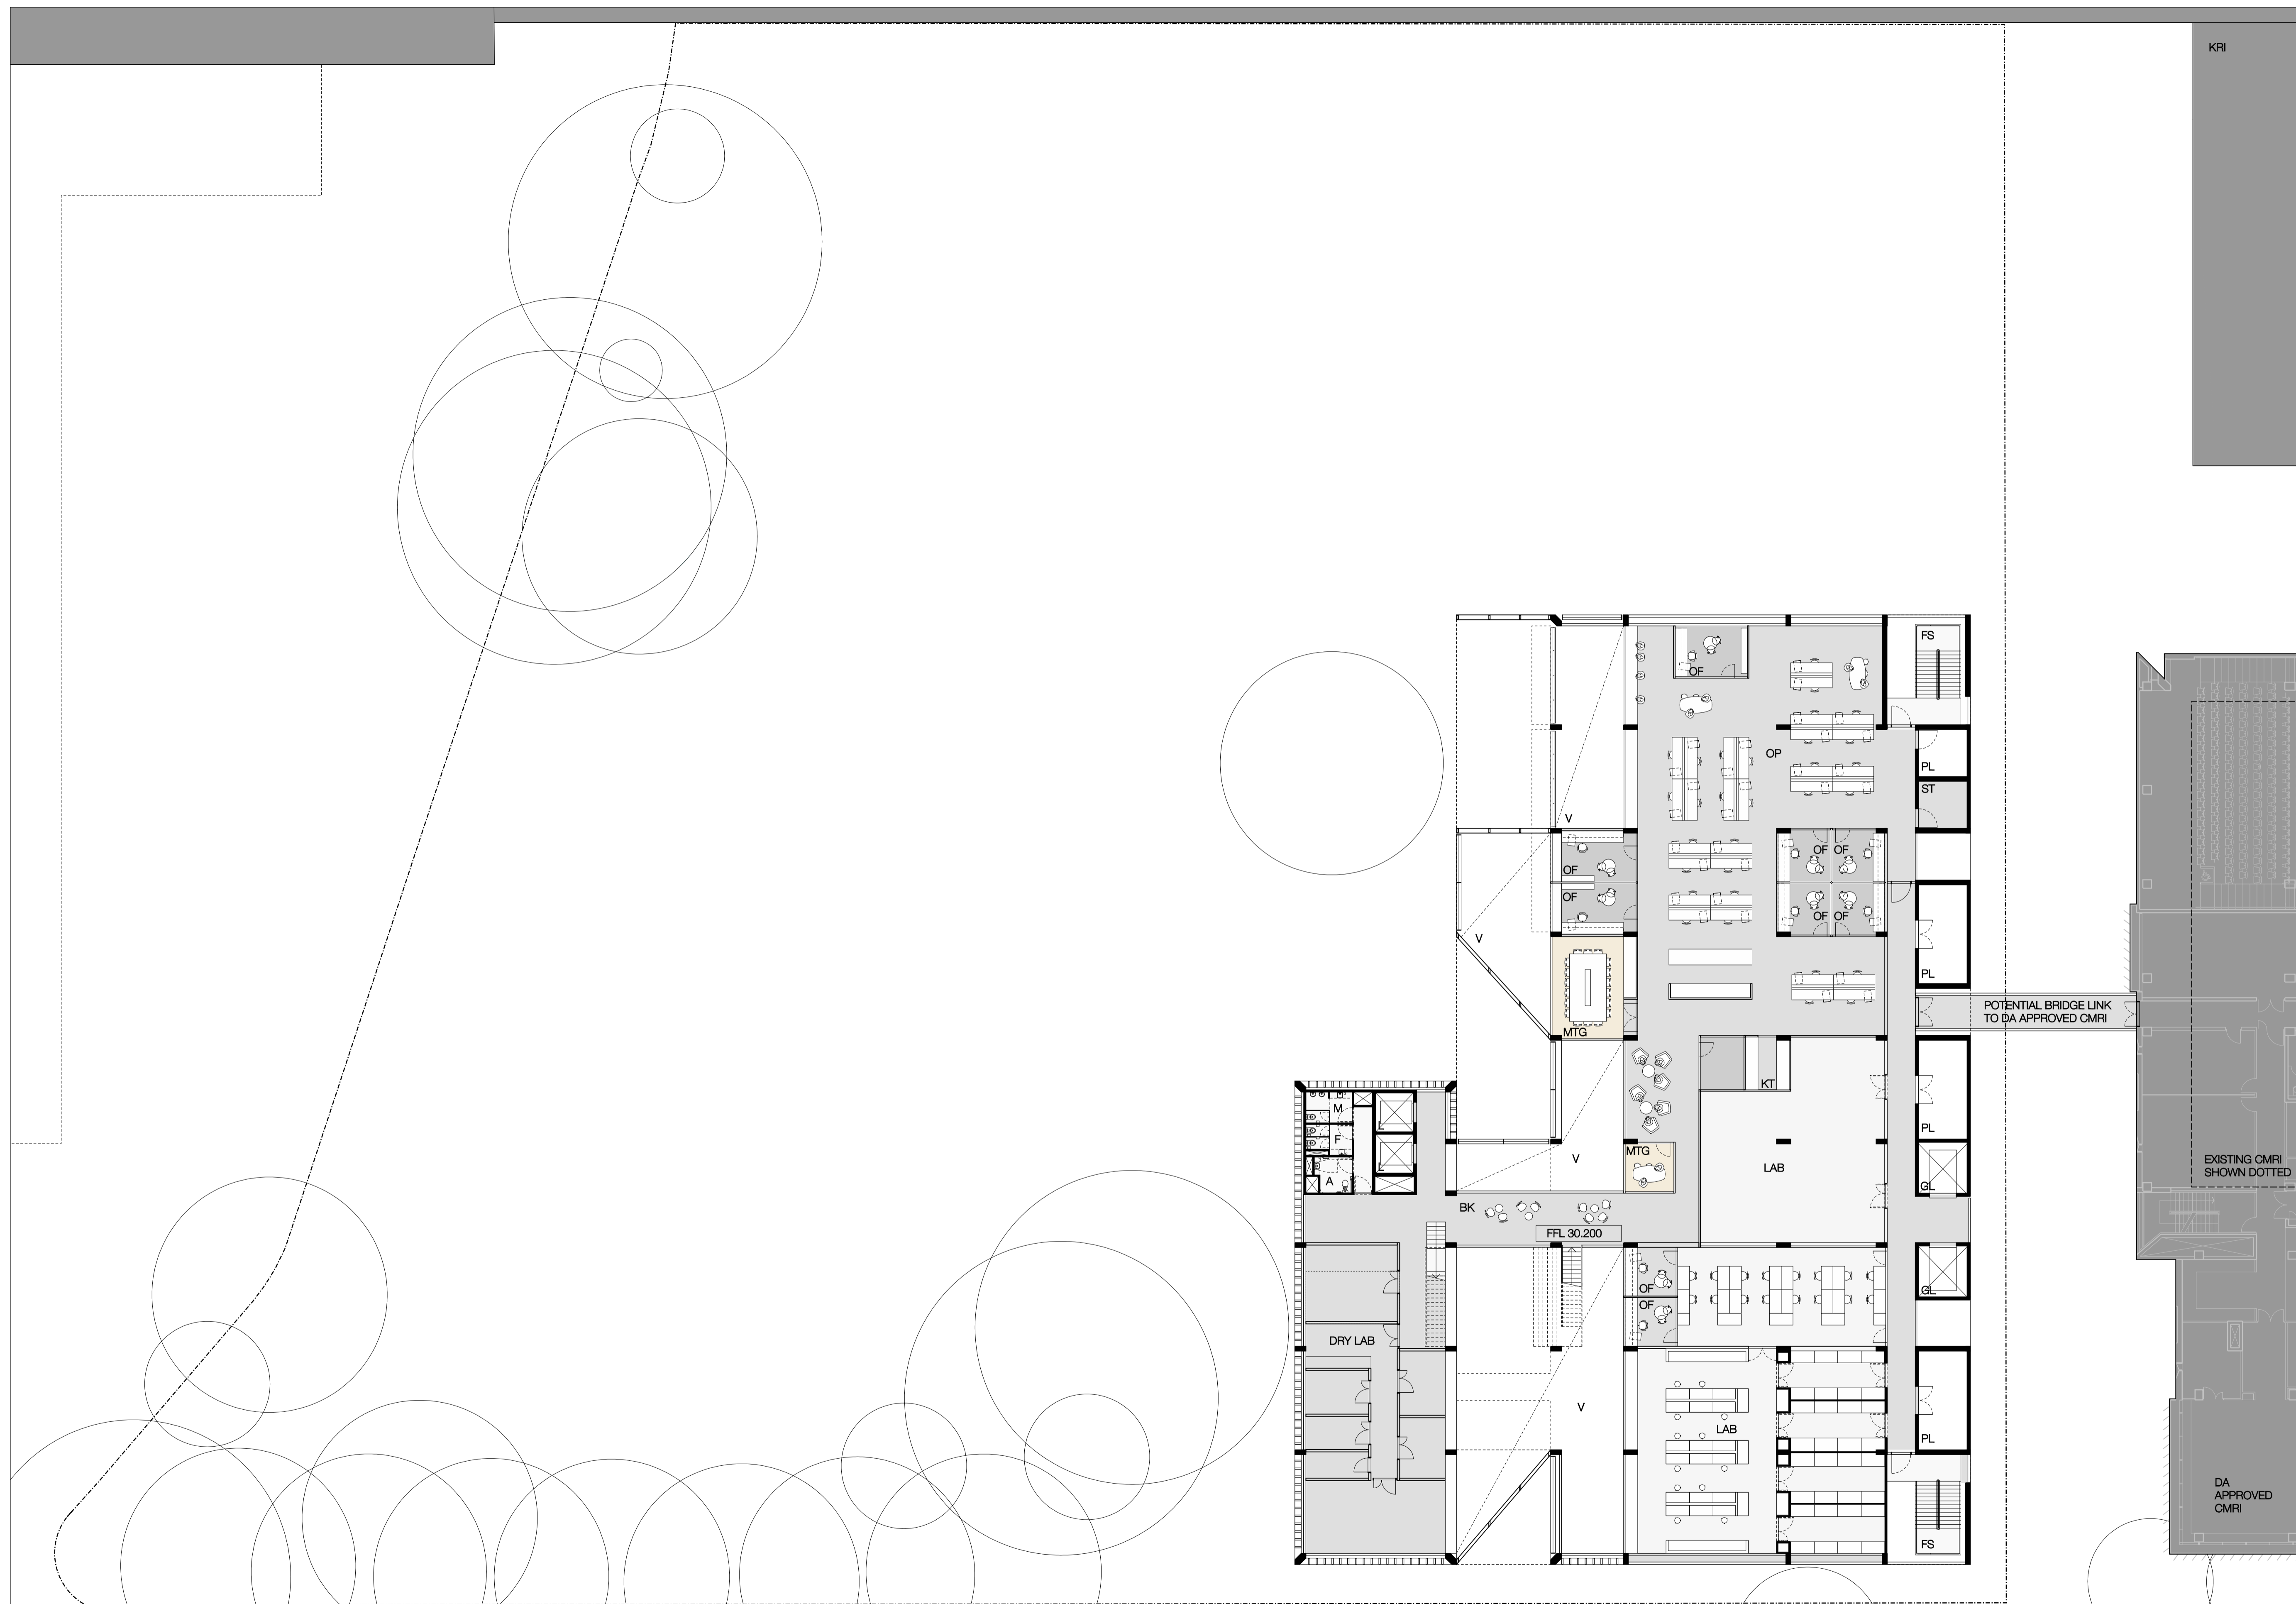 KRI
FS
OF
OP
PL
ST
V
OF OF
OF
OF
OF OF
V
PL
POTENTIAL BRIDGE LINK
TO DA APPROVED CMRI
MTG
KT
M
L
PL
F
MTG
V
LAB
EXISTING CMRI
SHOWN DOTTED
L
A
GL
BK
FFL 30.200
OF
GL
OF
DRY LAB
V
LAB
PL
DA
APPROVED
CMRI
FS